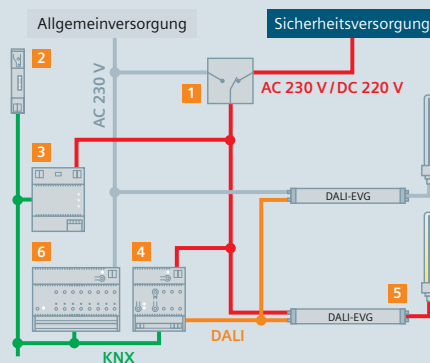 Allgemeinversorgung
Sicherheitsversorgung
2
1
AC 230 V
AC 230 V / DC 220 V
3
DALI-EVG
6
4
5
DALI-EVG
DALI
KNX